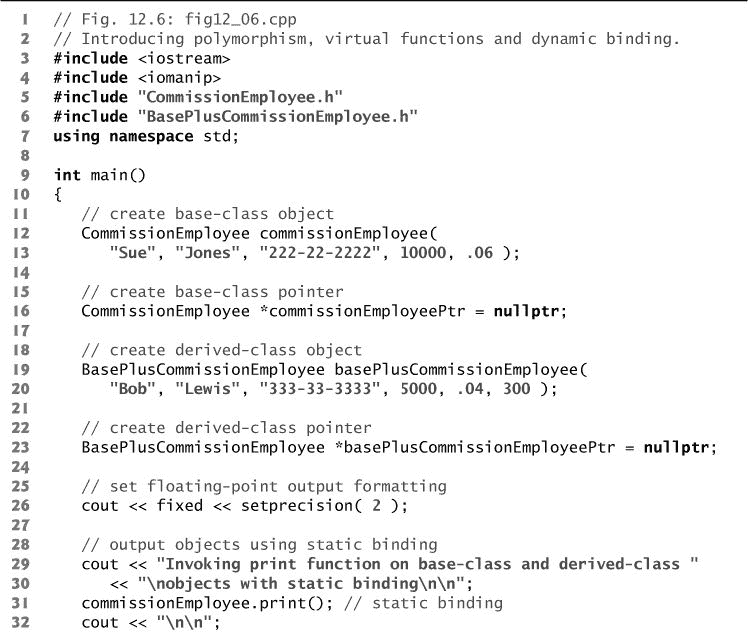 1 // Fig. 12.6: fig12_06.cpp
2 // Introducing polymorphism, virtual functions and dynamic binding.
3 #include <iostream>
4 #include <iomanip>
5 #include "CommissionEmployee.h"
6 #include "BasePlusCommissionEmployee.h"
7 using namespace std;
8
9 int main()
10 {
11    // create base-class object
12    CommissionEmployee commissionEmployee(
13       "Sue", "Jones", "222-22-2222", 10000, .06 );
14
15    // create base-class pointer
16    CommissionEmployee *commissionEmployeePtr = nullptr;
17
18    // create derived-class object
19    BasePlusCommissionEmployee basePlusCommissionEmployee(
20       "Bob", "Lewis", "333-33-3333", 5000, .04, 300 );
21
22    // create derived-class pointer
23    BasePlusCommissionEmployee *basePlusCommissionEmployeePtr = nullptr;
24
25    // set floating-point output formatting
26    cout << fixed << setprecision( 2 );
27
28    // output objects using static binding
29    cout << "Invoking print function on base-class and derived-class "
30       << "\nobjects with static binding\n\n";
31    commissionEmployee.print(); // static binding
32    cout << "\n\n";